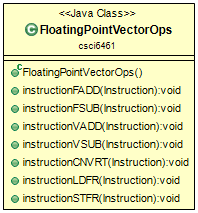 <<Java Class>>
FloatingPointVectorOps
csci6461
FloatingPointVectorOps()
instructionFADD(Instruction):void
instructionFSUB(Instruction):void
instructionVADD(Instruction):void
instructionVSUB(Instruction):void
instructionCNVRT(Instruction):void
instructionLDFR(Instruction):void
instructionSTFR(Instruction):void